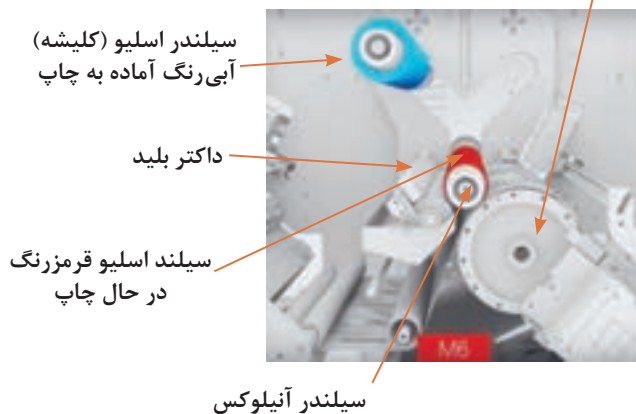 سیلندر اسلیو (کلیشه)
آبی‌رنگ آماده به چاپ
داکتر بلید
سیلند اسلیو قرمزرنگ
در حال چاپ
M6
سیلندر آنیلوکس